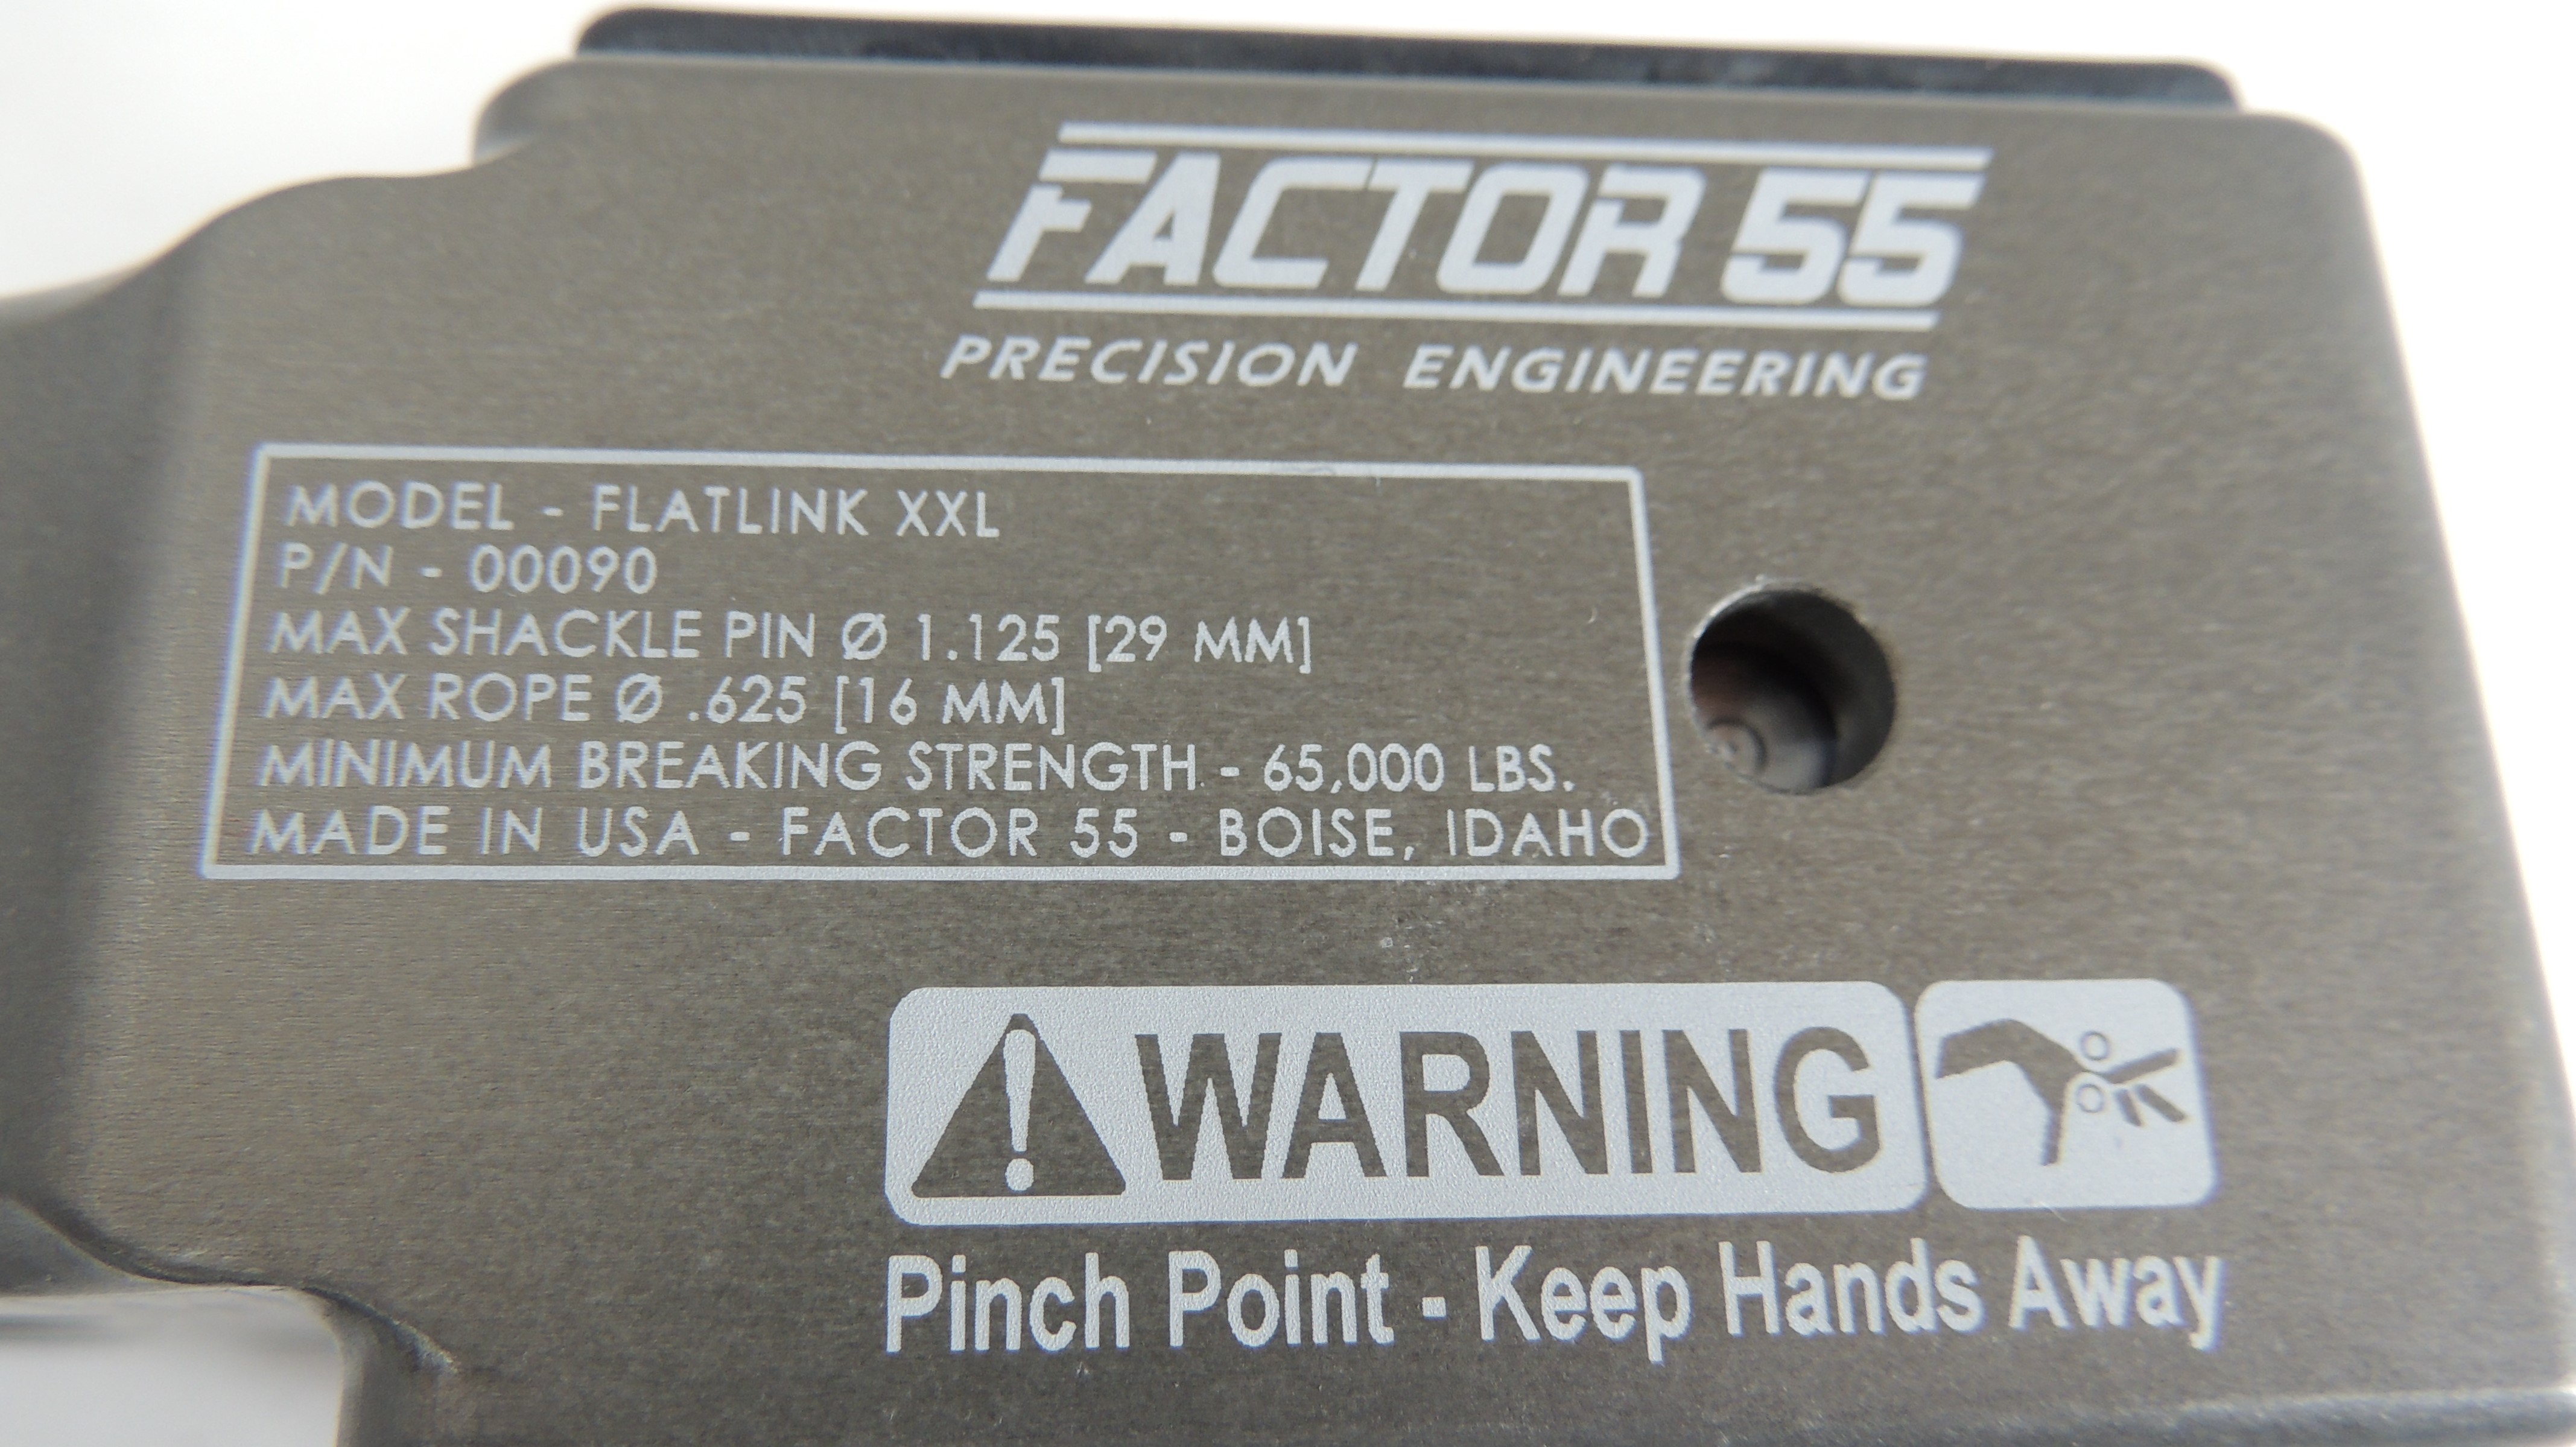 FACTOR 55
PRECISION ENGINEERING
MODEL - FLATLINK XXL
P/N - 00090
MAX SHACKLE PIN Ø 1.125 [29 MM]
MAX ROPE Ø .625 [16 MM]
MINIMUM BREAKING STRENGTH - 65,000 LBS.
MADE IN USA - FACTOR 55 - BOISE, IDAHO
WARNING
Pinch Point - Keep Hands Away